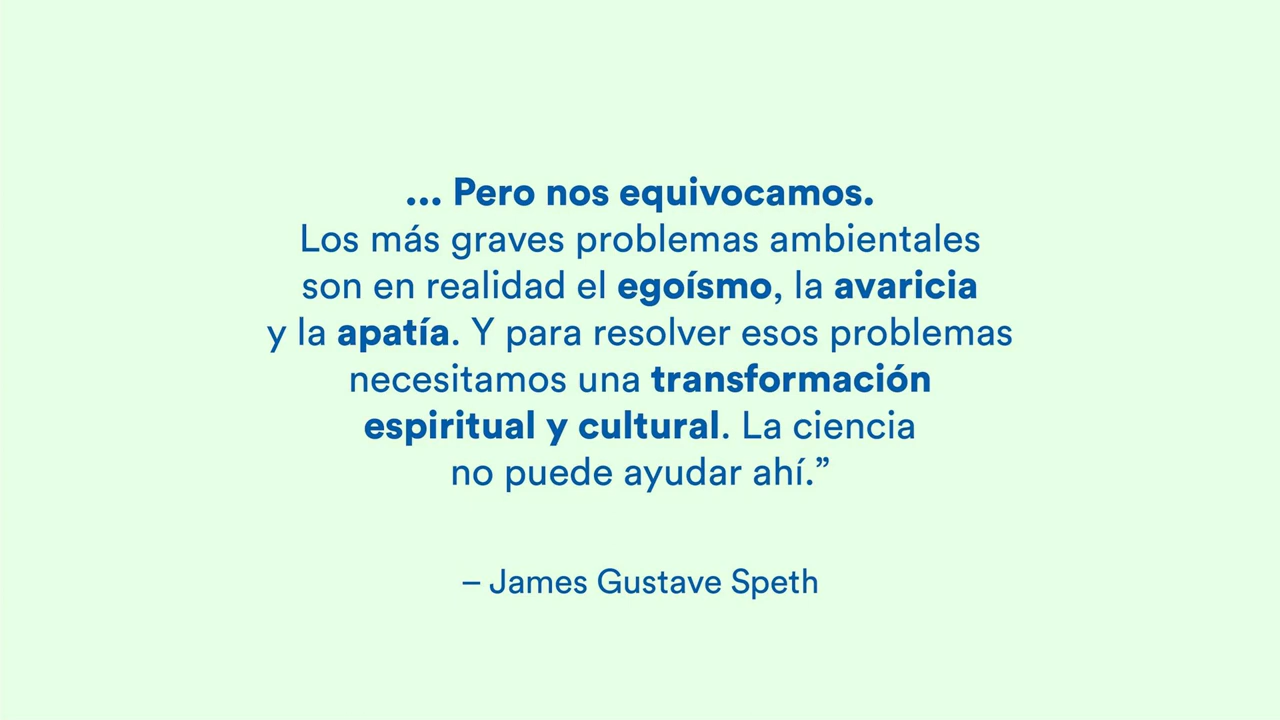 ... Pero nos equivocamos.
Los más graves problemas ambientales
son en realidad el egoísmo, la avaricia
y la apatía. Y para resolver esos problemas
necesitamos una transformación
espiritual y cultural. La ciencia
no puede ayudar ahí.”
– James Gustave Speth